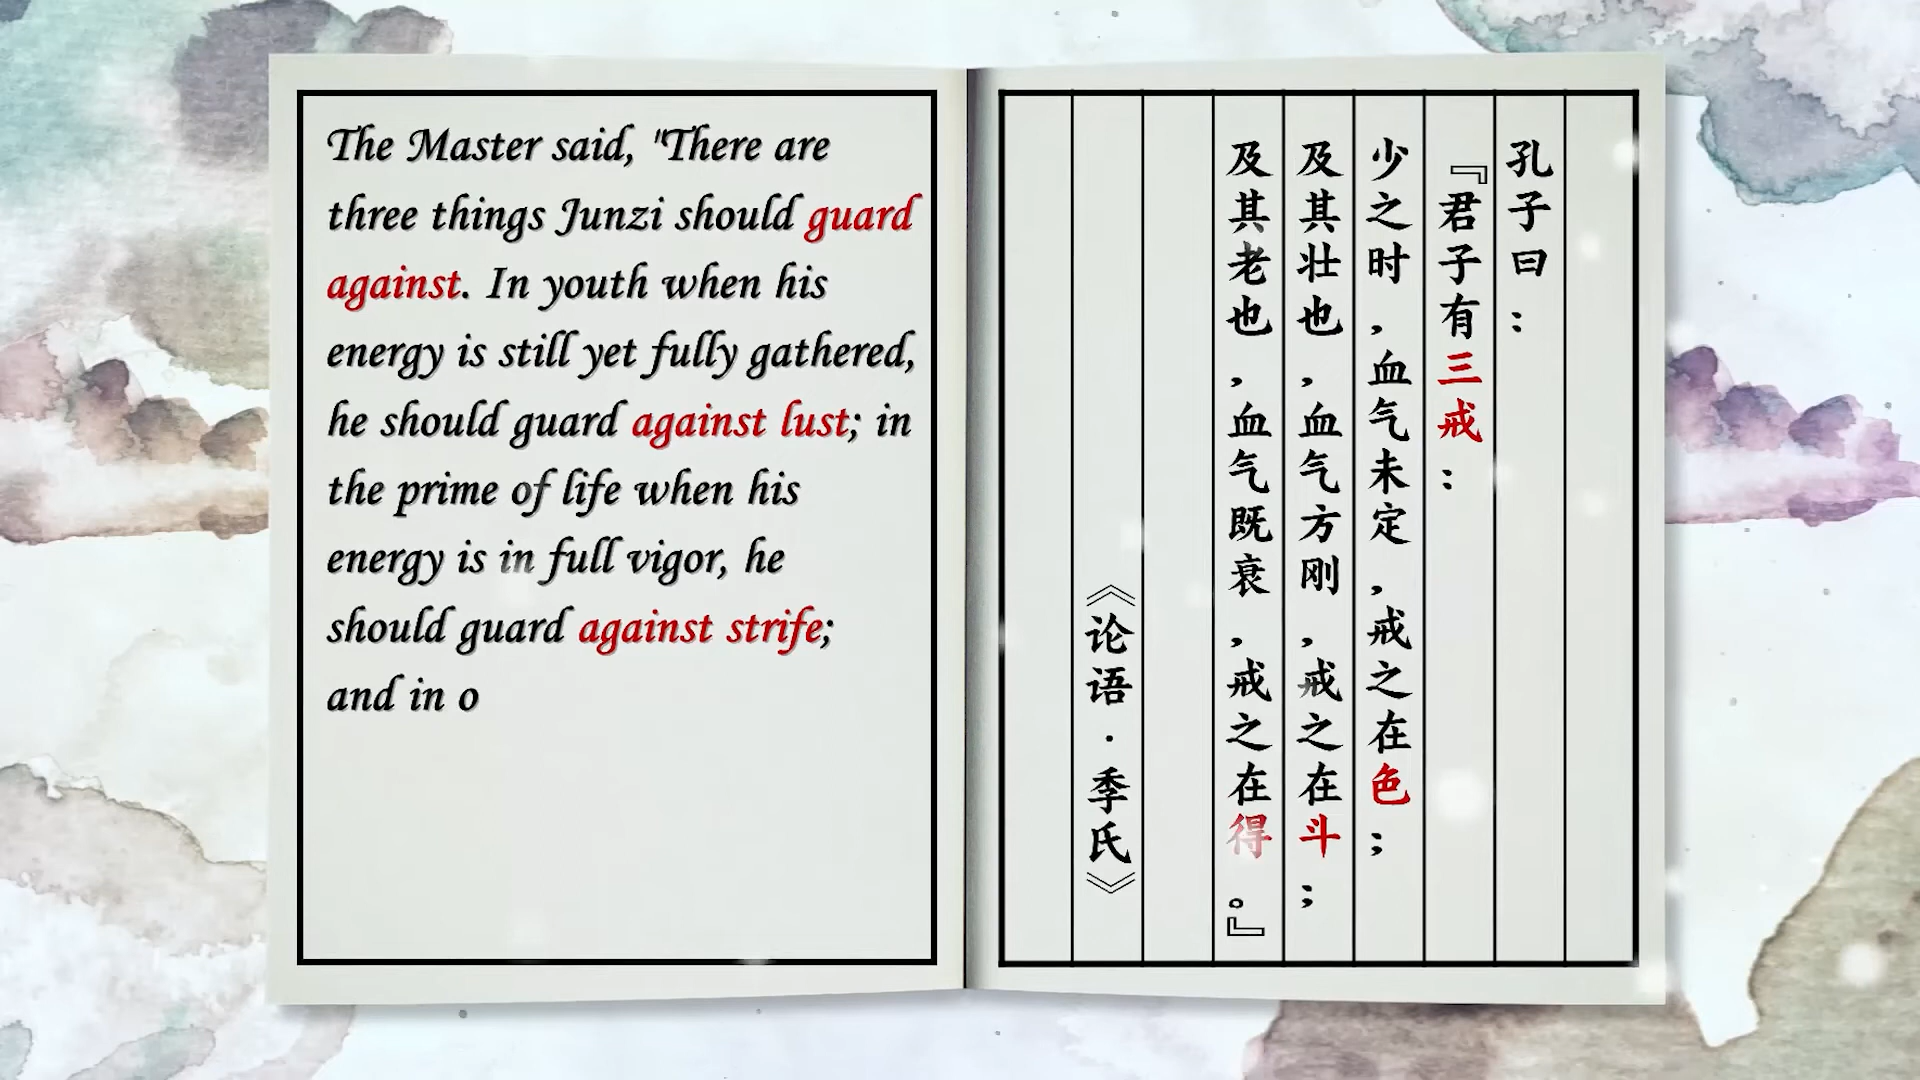 The Master said, "There are
three things Junzi should guard
against. In youth when his
energy is still yet fully gathered,
he should guard against lust; in
the prime of life when his
energy is in full vigor, he
should guard against strife;
and in o
孔子曰：
『君子有三戒：
少之时，血气未定，戒之在色；
及其壮也，血气方刚，戒之在斗；
及其老也，血气既衰，戒之在得。』
《论语·季氏》